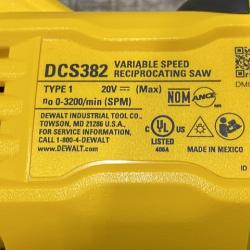 DCS382 VARIABLE SPEED
RECIPROCATING SAW
TYPE 1 20V ⎓ (Max)
n₀ 0-3200/min (SPM)
NOM ANCE
DEWALT INDUSTRIAL TOOL CO.,
TOWSON, MD 21286 U.S.A.
FOR SERVICE INFORMATION,
CALL 1-800-4-DEWALT
www.DEWALT.com
C UL US
LISTED
406A
MADE IN MEXICO
ID